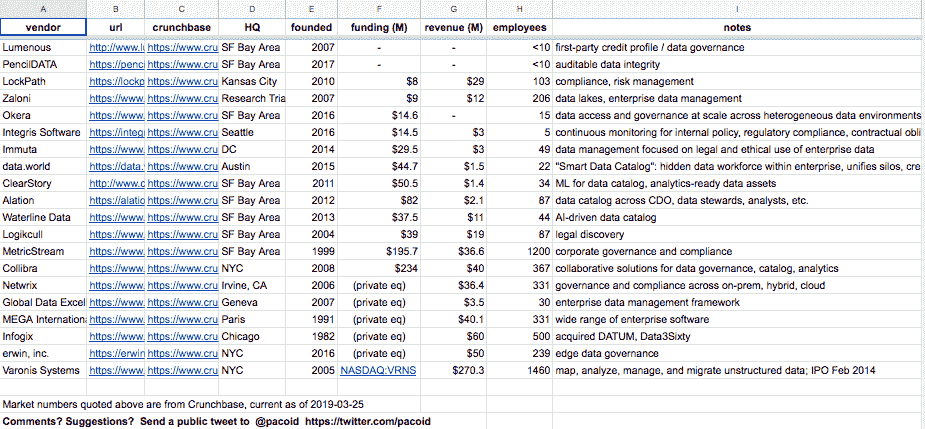 A B C D E F G H I
vendor url crunchbase HQ founded funding (M) revenue (M) employees notes
Lumenous http://www.lu https://www.cru SF Bay Area 2007 - - <10 first-party credit profile / data governance
PencilDATA https://penci https://www.cru SF Bay Area 2017 - - <10 auditable data integrity
LockPath https://lockp https://www.cru Kansas City 2010 $8 $29 103 compliance, risk management
Zaloni https://www. https://www.cru Research Tria 2007 $9 $12 206 data lakes, enterprise data management
Okera https://www. https://www.cru SF Bay Area 2016 $14.6 - 15 data access and governance at scale across heterogeneous data environments
Integris Software https://integ https://www.cru Seattle 2016 $14.5 $3 5 continuous monitoring for internal policy, regulatory compliance, contractual obli
Immuta https://www. https://www.cru DC 2014 $29.5 $3 49 data management focused on legal and ethical use of enterprise data
data.world https://data. https://www.cru Austin 2015 $44.7 $1.5 22 "Smart Data Catalog": hidden data workforce within enterprise, unifies silos, cre
ClearStory http://www.c https://www.cru SF Bay Area 2011 $50.5 $1.4 34 ML for data catalog, analytics-ready data assets
Alation https://alatio https://www.cru SF Bay Area 2012 $82 $2.1 87 data catalog across CDO, data stewards, analysts, etc.
Waterline Data https://www. https://www.cru SF Bay Area 2013 $37.5 $11 44 AI-driven data catalog
Logikcull https://www. https://www.cru SF Bay Area 2004 $39 $19 87 legal discovery
MetricStream https://www. https://www.cru SF Bay Area 1999 $195.7 $36.6 1200 corporate governance and compliance
Collibra https://www. https://www.cru NYC 2008 $234 $40 367 collaborative solutions for data governance, catalog, analytics
Netwrix https://www. https://www.cru Irvine, CA 2006 (private eq) $36.4 331 governance and compliance across on-prem, hybrid, cloud
Global Data Excel https://www. https://www.cru Geneva 2007 (private eq) $3.5 30 enterprise data management framework
MEGA Internation https://www. https://www.cru Paris 1991 (private eq) $40.1 331 wide range of enterprise software
Infogix https://www. https://www.cru Chicago 1982 (private eq) $60 500 acquired DATUM, Data3Sixty
erwin, inc. https://erwin https://www.cru NYC 2016 (private eq) $50 239 edge data governance
Varonis Systems https://www. https://www.cru NYC 2005 NASDAQ:VRNS $270.3 1460 map, analyze, manage, and migrate unstructured data; IPO Feb 2014
Market numbers quoted above are from Crunchbase, current as of 2019-03-25
Comments? Suggestions? Send a public tweet to @pacoid https://twitter.com/pacoid